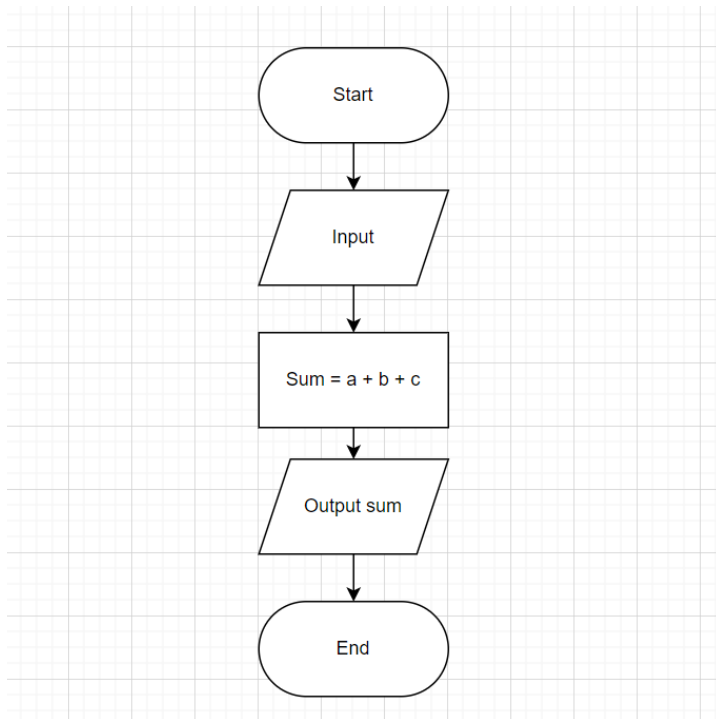 Start
Input
Sum = a + b + c
Output sum
End